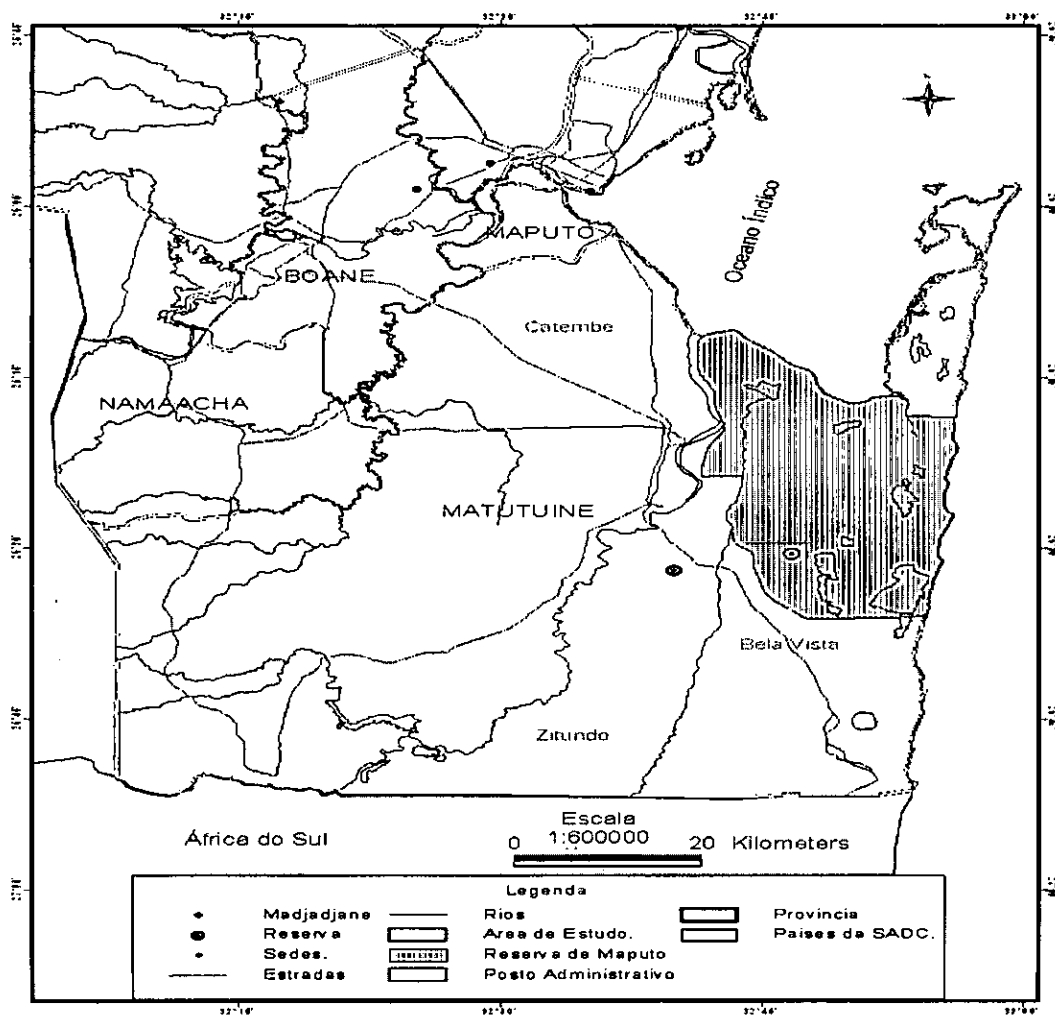 Oceano Índico
MAPUTO
BOANE
Catembe
NAMAACHA
MATUTUINE
Bela Vista
Zitundo
África do Sul
Escala
1:600000
0 20 Kilometers
Legenda
Madjadjane
Reserva
Sedes.
Estradas
Rios
Area de Estudo.
Reserva de Maputo
Posto Administrativo
Provincia
Países da SADC.